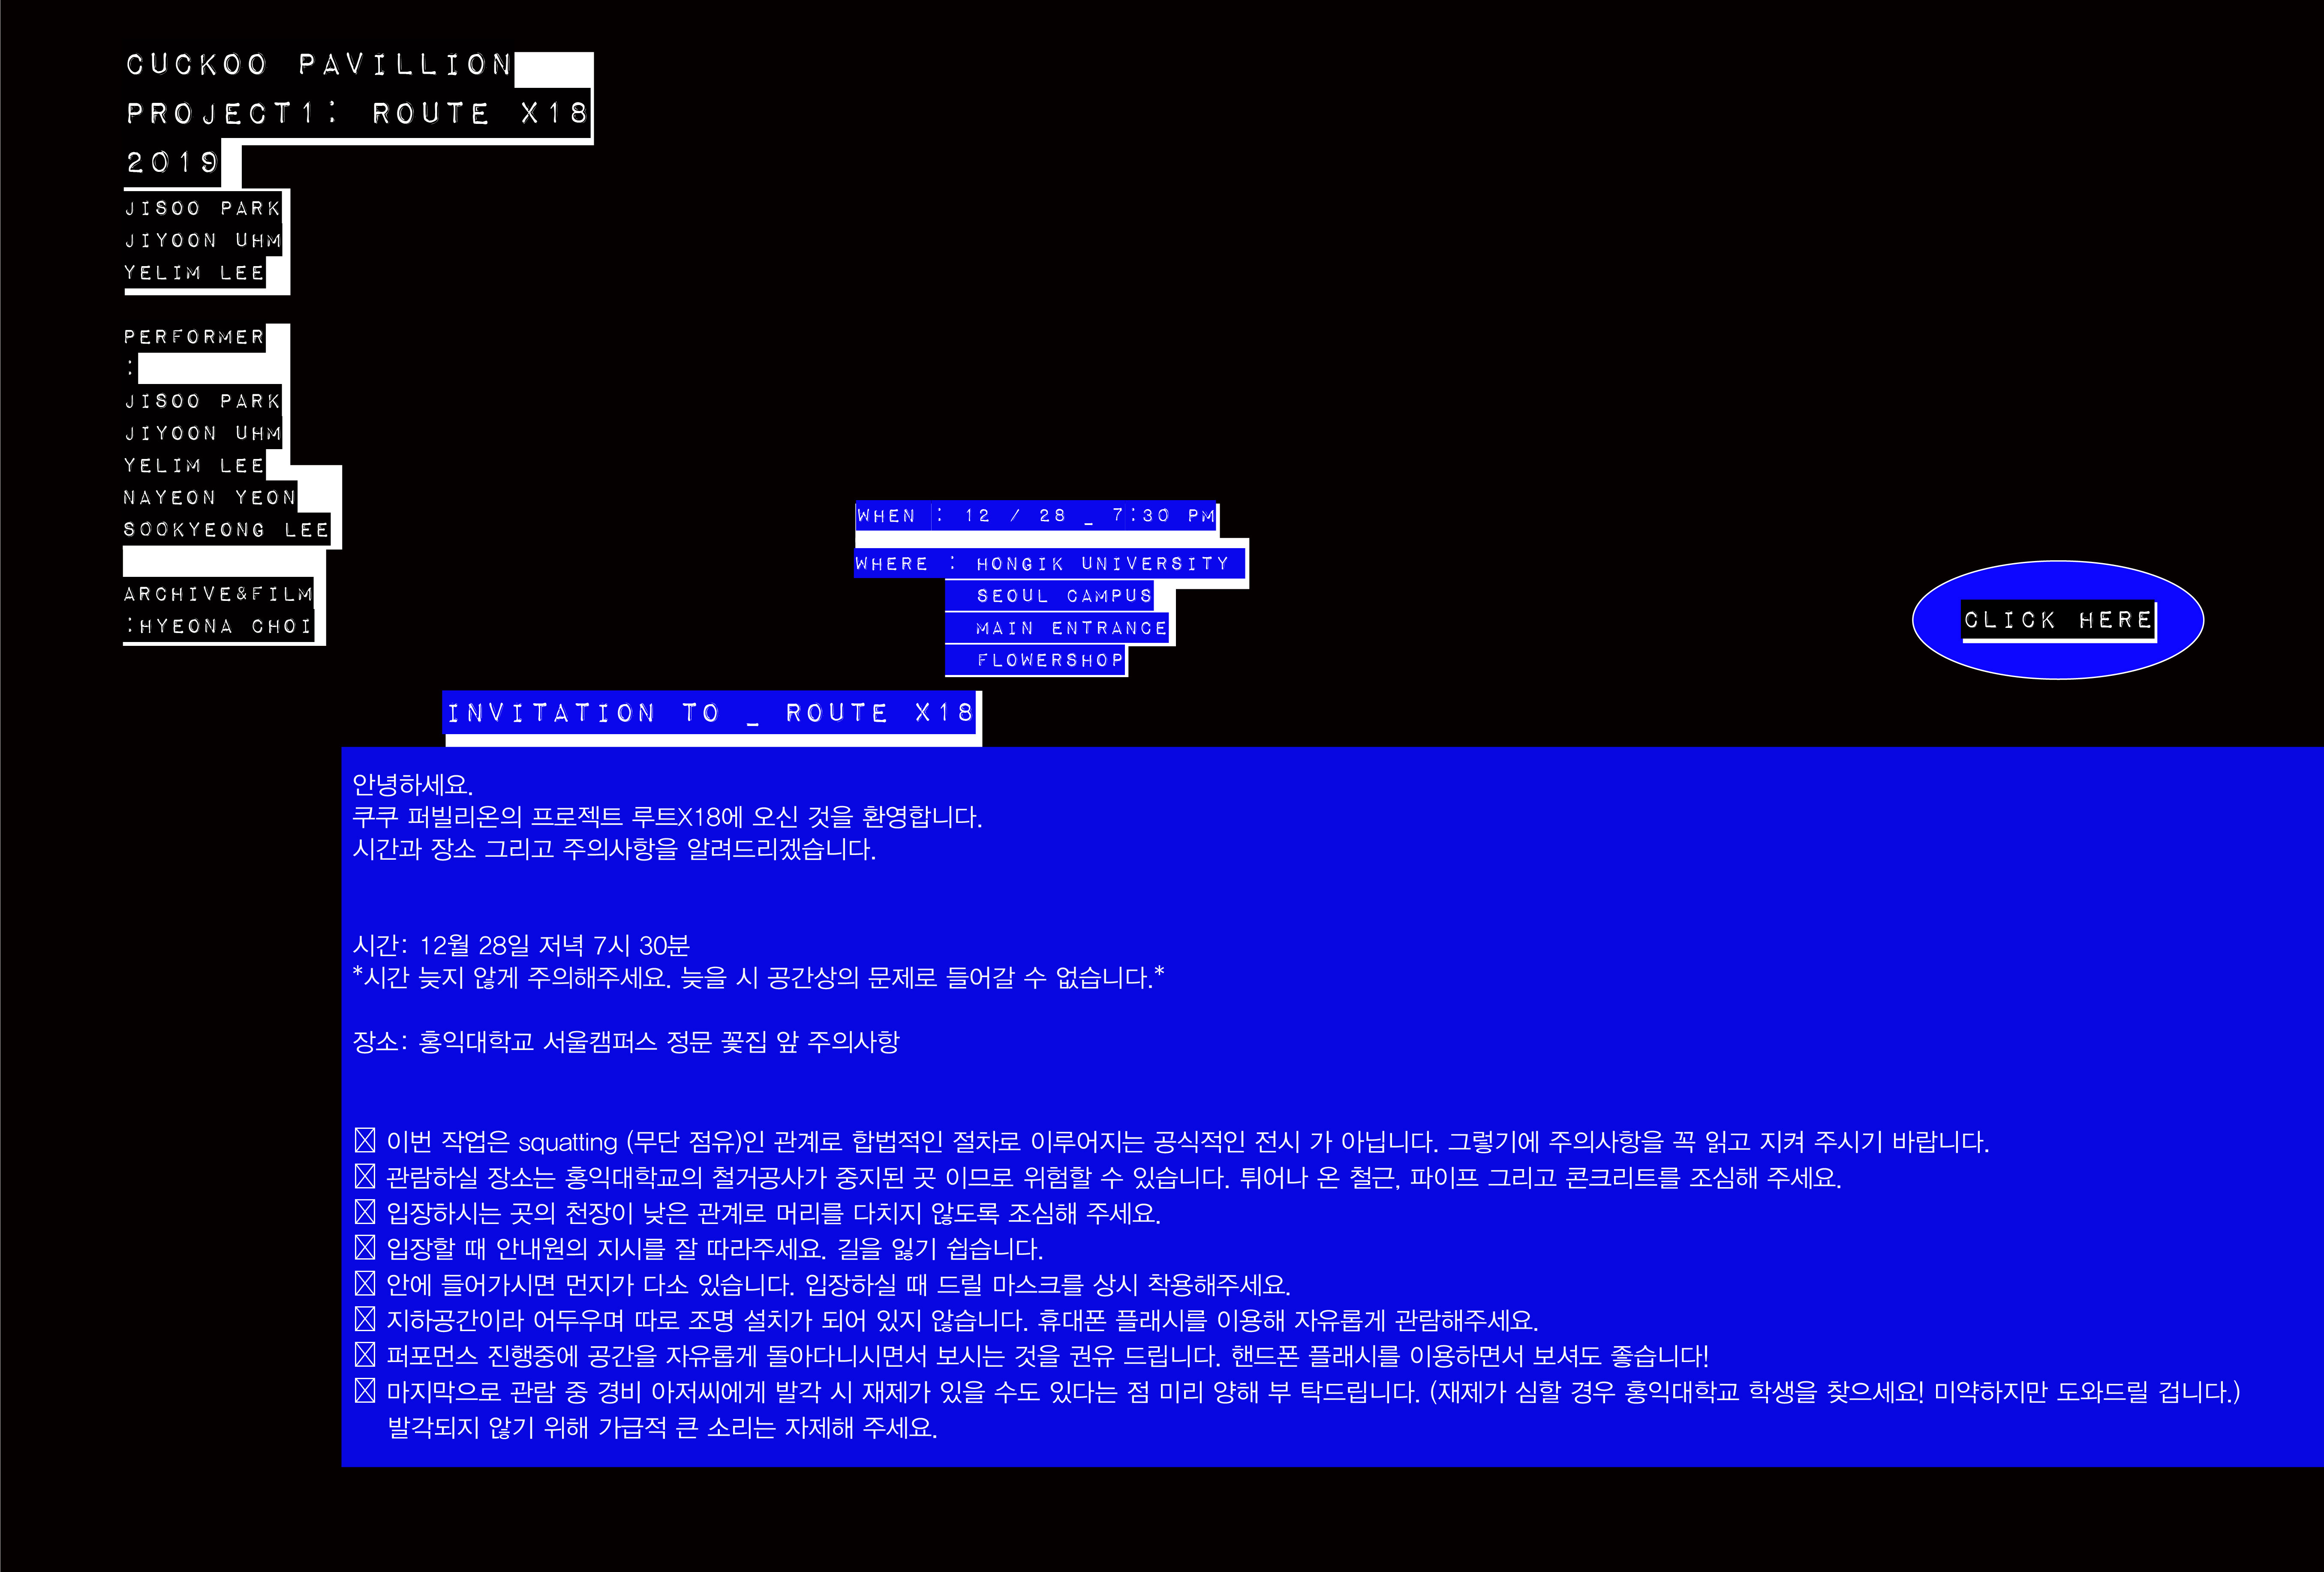 CUCKOO PAVILLION
PROJECT1: ROUTE X18
2019
JISOO PARK
JIYOON UHM
YELIM LEE
PERFORMER
:
JISOO PARK
JIYOON UHM
YELIM LEE
NAYEON YEON
SOOKYEONG LEE
ARCHIVE&FILM
:HYEONA CHOI
WHEN : 12 / 28 _ 7:30 PM
WHERE : HONGIK UNIVERSITY
SEOUL CAMPUS
MAIN ENTRANCE
FLOWERSHOP
CLICK HERE
INVITATION TO _ ROUTE X18
안녕하세요.
쿠쿠 퍼빌리온의 프로젝트 루트X18에 오신 것을 환영합니다.
시간과 장소 그리고 주의사항을 알려드리겠습니다.
시간: 12월 28일 저녁 7시 30분
*시간 늦지 않게 주의해주세요. 늦을 시 공간상의 문제로 들어갈 수 없습니다.*
장소: 홍익대학교 서울캠퍼스 정문 꽃집 앞 주의사항
이번 작업은 squatting (무단 점유)인 관계로 합법적인 절차로 이루어지는 공식적인 전시 가 아닙니다. 그렇기에 주의사항을 꼭 읽고 지켜 주시기 바랍니다.
관람하실 장소는 홍익대학교의 철거공사가 중지된 곳 이므로 위험할 수 있습니다. 튀어나 온 철근, 파이프 그리고 콘크리트를 조심해 주세요.
입장하시는 곳의 천장이 낮은 관계로 머리를 다치지 않도록 조심해 주세요.
입장할 때 안내원의 지시를 잘 따라주세요. 길을 잃기 쉽습니다.
안에 들어가시면 먼지가 다소 있습니다. 입장하실 때 드릴 마스크를 상시 착용해주세요.
지하공간이라 어두우며 따로 조명 설치가 되어 있지 않습니다. 휴대폰 플래시를 이용해 자유롭게 관람해주세요.
퍼포먼스 진행중에 공간을 자유롭게 돌아다니시면서 보시는 것을 권유 드립니다. 핸드폰 플래시를 이용하면서 보셔도 좋습니다!
마지막으로 관람 중 경비 아저씨에게 발각 시 재제가 있을 수도 있다는 점 미리 양해 부 탁드립니다. (재제가 심할 경우 홍익대학교 학생을 찾으세요! 미약하지만 도와드릴 겁니다.)
발각되지 않기 위해 가급적 큰 소리는 자제해 주세요.